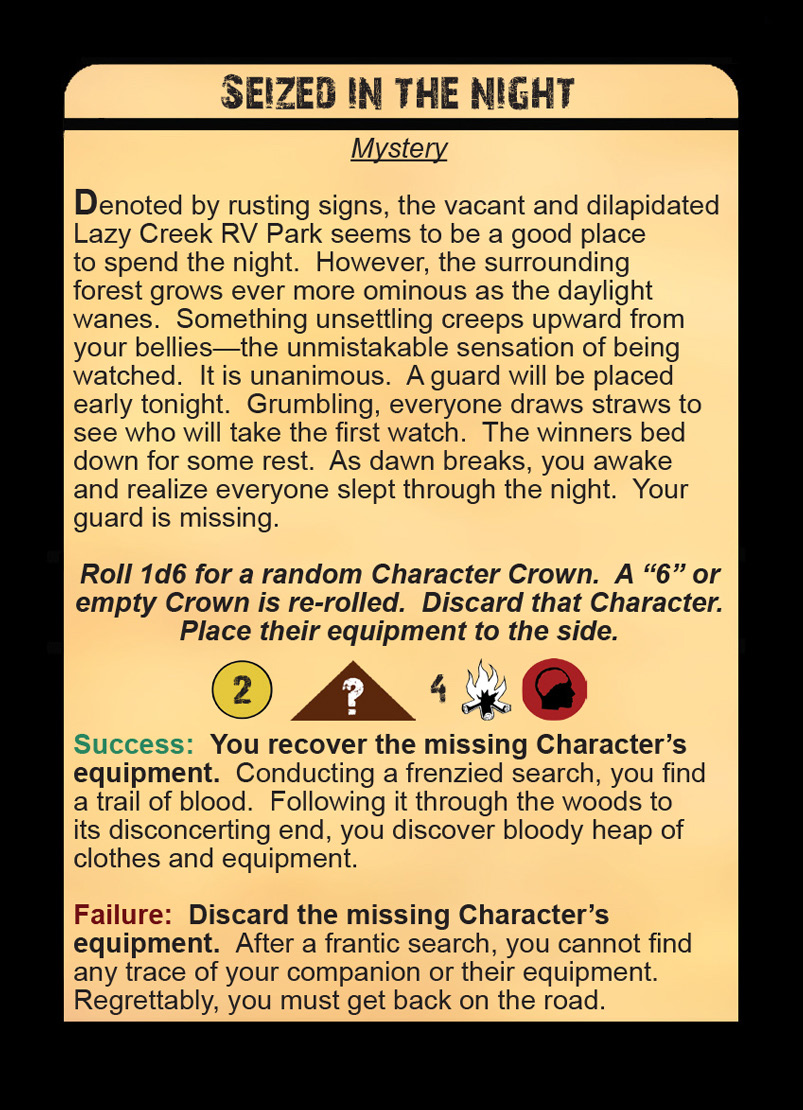 SEIZED IN THE NIGHT
Mystery
Denoted by rusting signs, the vacant and dilapidated
Lazy Creek RV Park seems to be a good place
to spend the night.  However, the surrounding
forest grows ever more ominous as the daylight
wanes.  Something unsettling creeps upward from
your bellies—the unmistakable sensation of being
watched.  It is unanimous.  A guard will be placed
early tonight.  Grumbling, everyone draws straws to
see who will take the first watch.  The winners bed
down for some rest.  As dawn breaks, you awake
and realize everyone slept through the night.  Your
guard is missing.
Roll 1d6 for a random Character Crown.  A “6” or
empty Crown is re-rolled.  Discard that Character.
Place their equipment to the side.
2 ? 4
Success:  You recover the missing Character’s
equipment.  Conducting a frenzied search, you find
a trail of blood.  Following it through the woods to
its disconcerting end, you discover bloody heap of
clothes and equipment.
Failure:  Discard the missing Character’s
equipment.  After a frantic search, you cannot find
any trace of your companion or their equipment.
Regrettably, you must get back on the road.